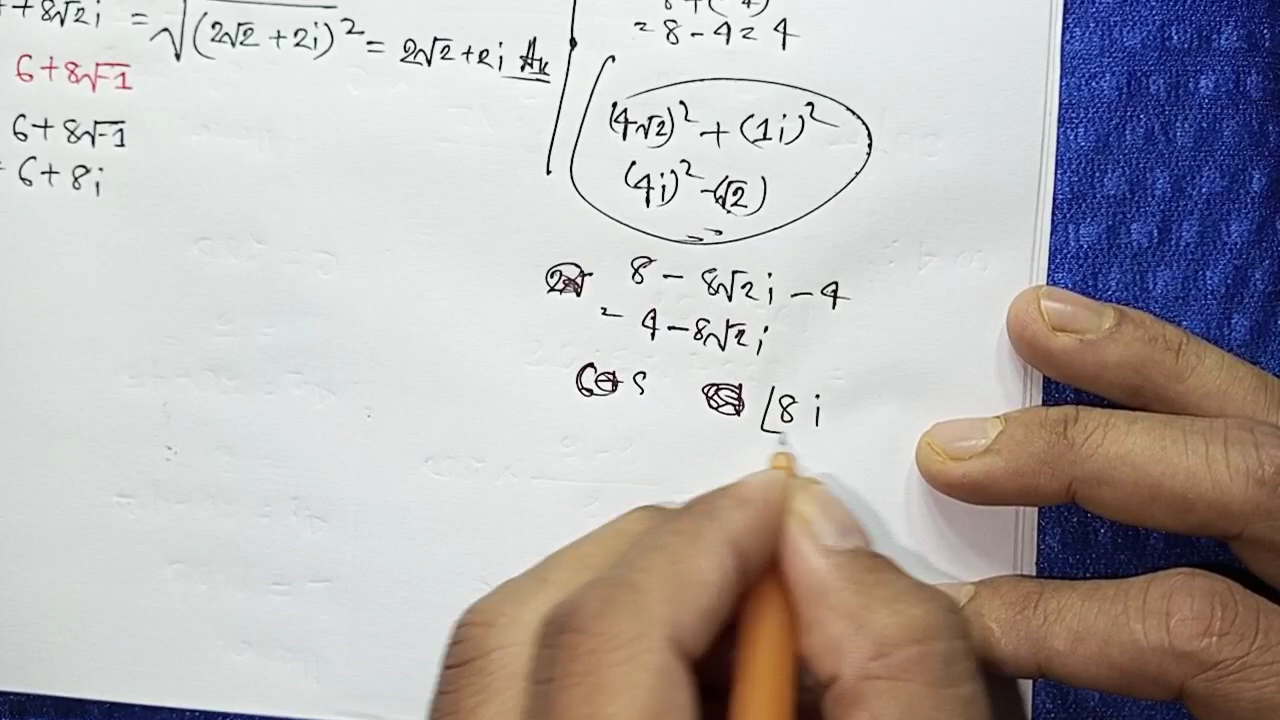 +8√2i = √(2√2+2i)² = 2√2+2i
6+8√-1
6+8√-1
6+8i
= 8-4=4
(4√2)²+(1i)²
(4i)²-(√2)
8-8√2i-4
= 4-8√2i
8i